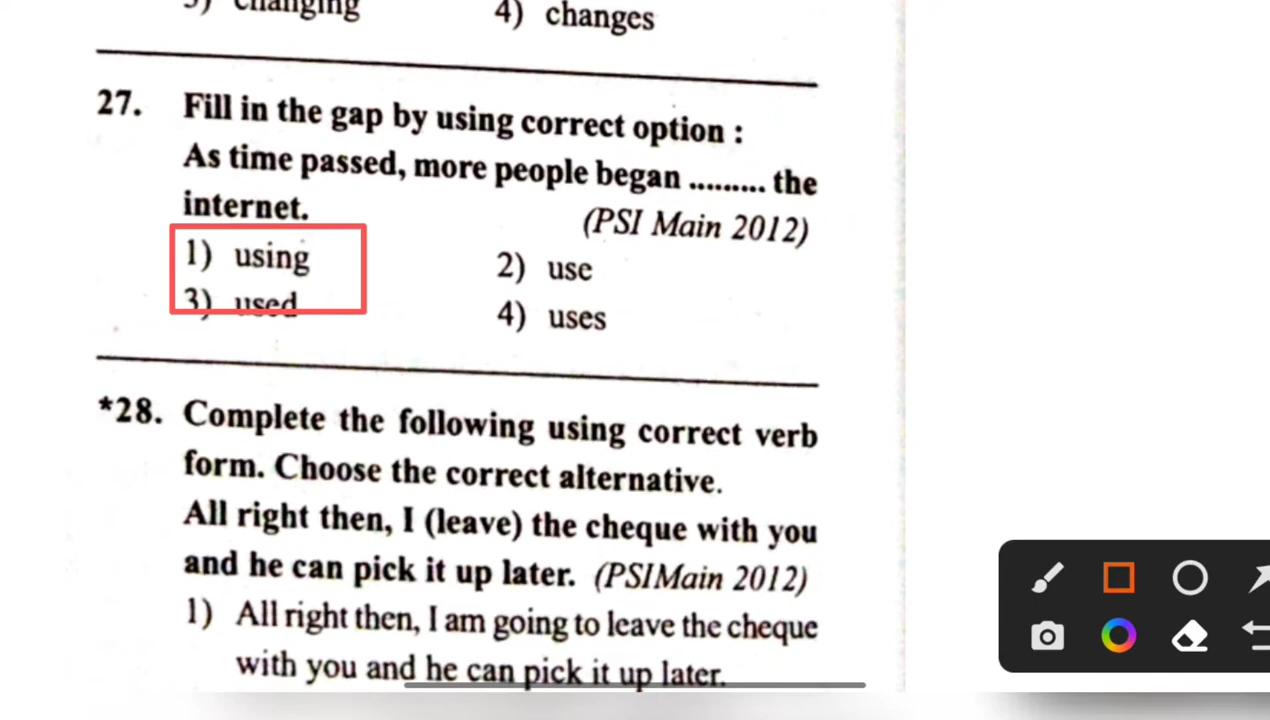 3) changing 4) changes
27. Fill in the gap by using correct option :
As time passed, more people began ......... the
internet. (PSI Main 2012)
1) using 2) use
3) used 4) uses
*28. Complete the following using correct verb
form. Choose the correct alternative.
All right then, I (leave) the cheque with you
and he can pick it up later. (PSIMain 2012)
1) All right then, I am going to leave the cheque
with you and he can pick it up later.